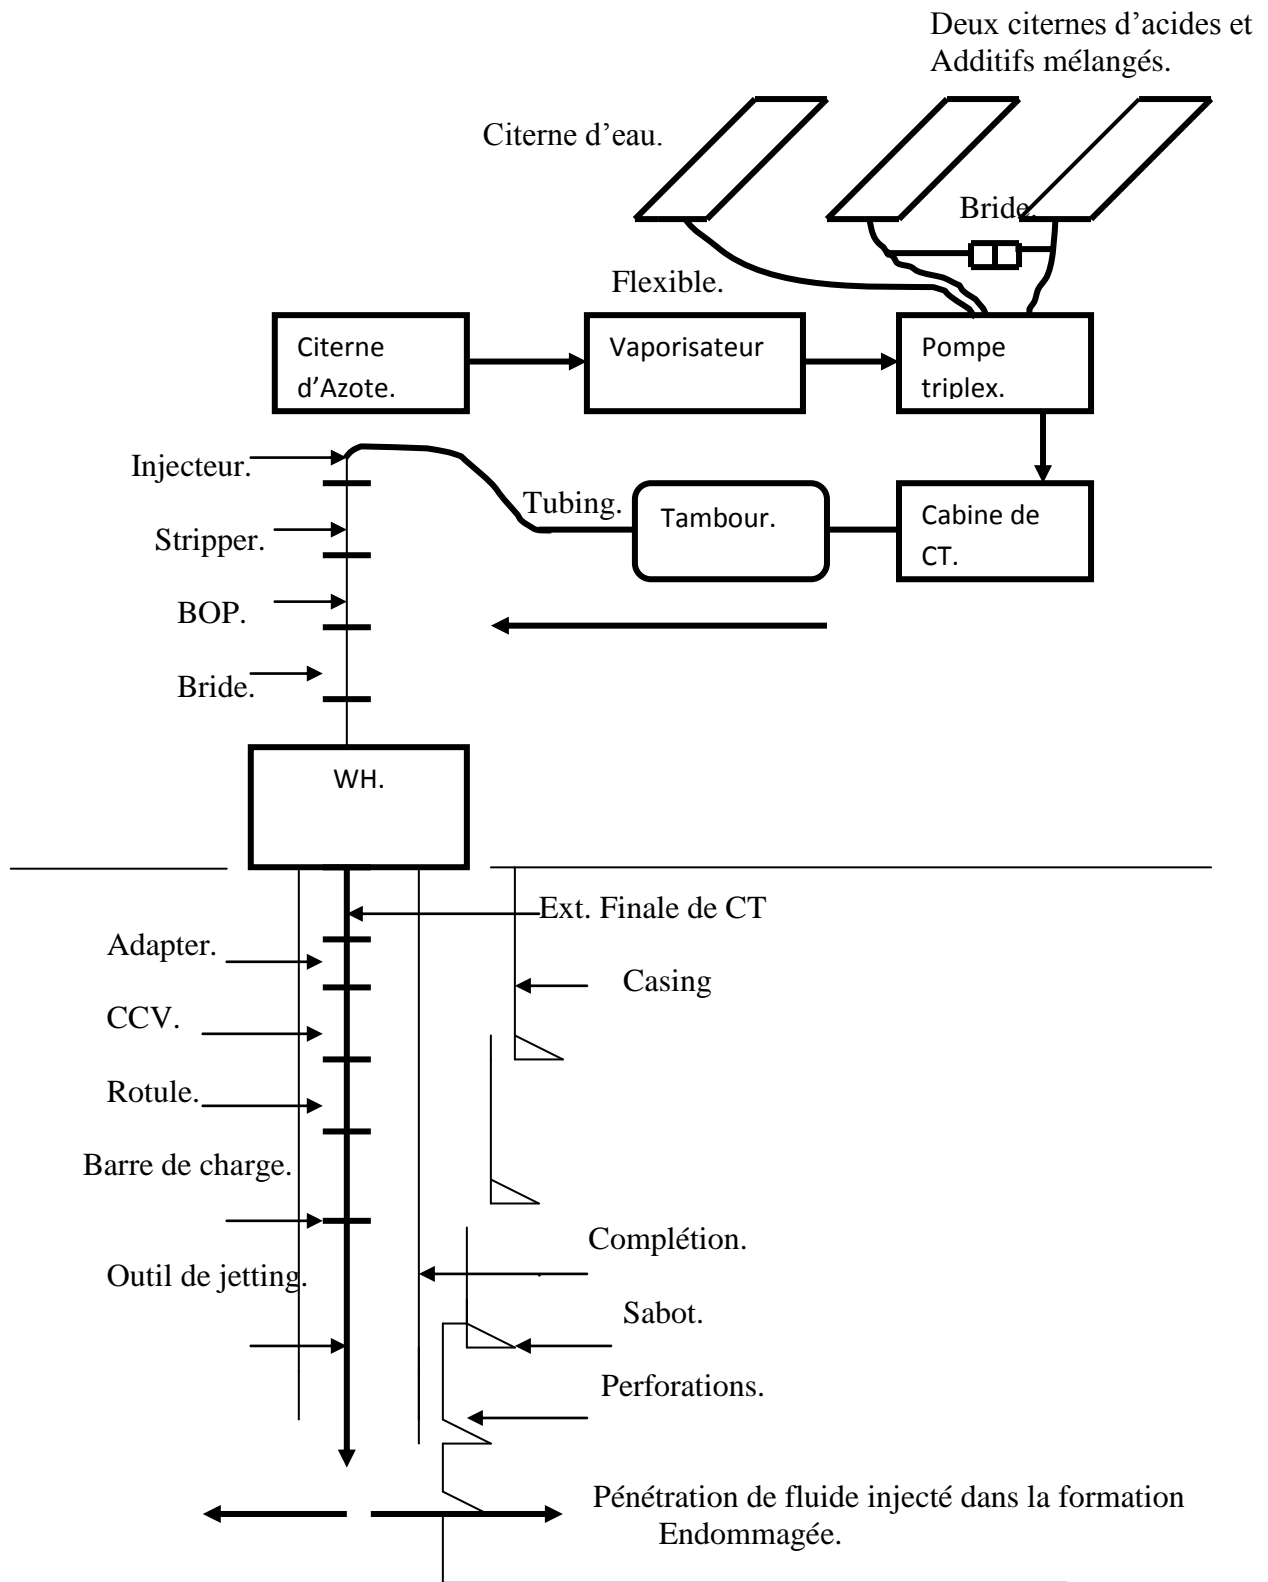 Deux citernes d’acides et
Additifs mélangés.
Citerne d’eau.
Bride.
Flexible.
Citerne
d’Azote.
Vaporisateur
Pompe
triplex.
Injecteur.
Tubing.
Tambour.
Cabine de
CT.
Stripper.
BOP.
Bride.
WH.
Ext. Finale de CT
Adapter.
Casing
CCV.
Rotule.
Barre de charge.
Complétion.
Outil de jetting.
Sabot.
Perforations.
Pénétration de fluide injecté dans la formation
Endommagée.